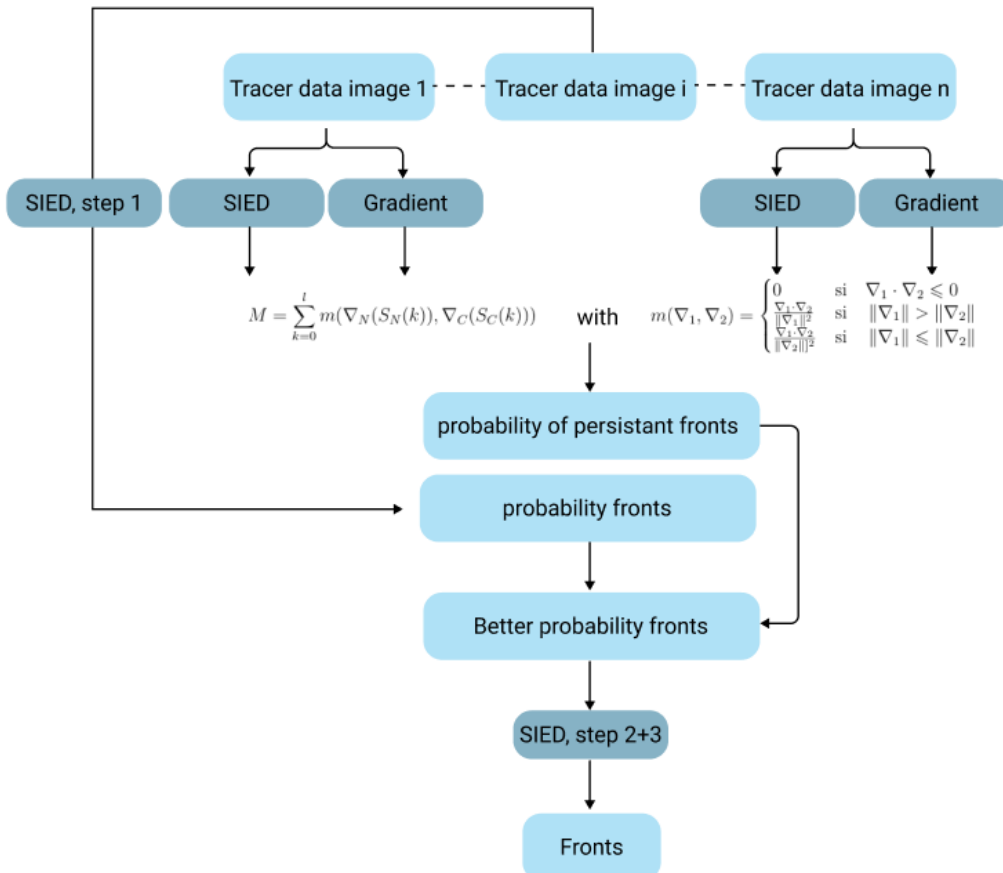 Tracer data image 1
Tracer data image i
Tracer data image n
SIED, step 1
SIED
Gradient
SIED
Gradient
M = \sum_{k=0}^{l} m(∇_N(S_N(k)), ∇_C(S_C(k)))
with
m(∇_1, ∇_2) = {
0 si ∇_1 · ∇_2 ⩽ 0
\frac{∇_1·∇_2}{‖∇_1‖^2} si ‖∇_1‖ > ‖∇_2‖
\frac{∇_1·∇_2}{‖∇_2‖]^2} si ‖∇_1‖ ⩽ ‖∇_2‖
probability of persistant fronts
probability fronts
Better probability fronts
SIED, step 2+3
Fronts